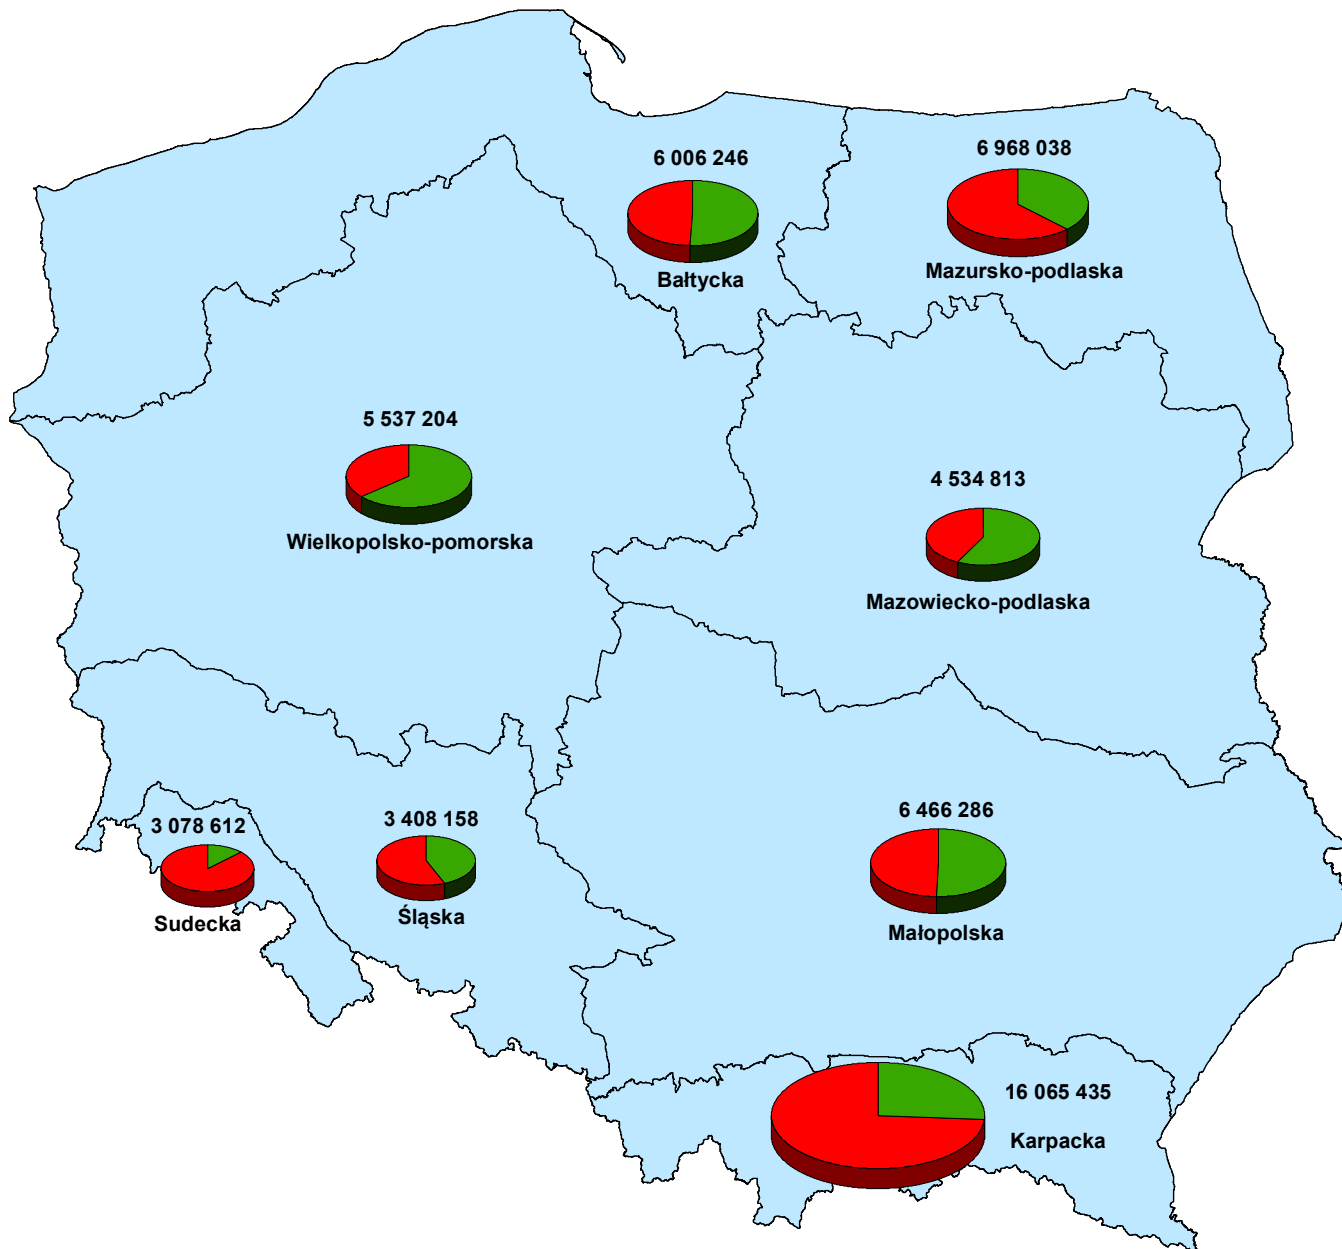 6 006 246
Bałtycka
6 968 038
Mazursko-podlaska
5 537 204
Wielkopolsko-pomorska
4 534 813
Mazowiecko-podlaska
3 078 612
Sudecka
3 408 158
Śląska
6 466 286
Małopolska
16 065 435
Karpacka